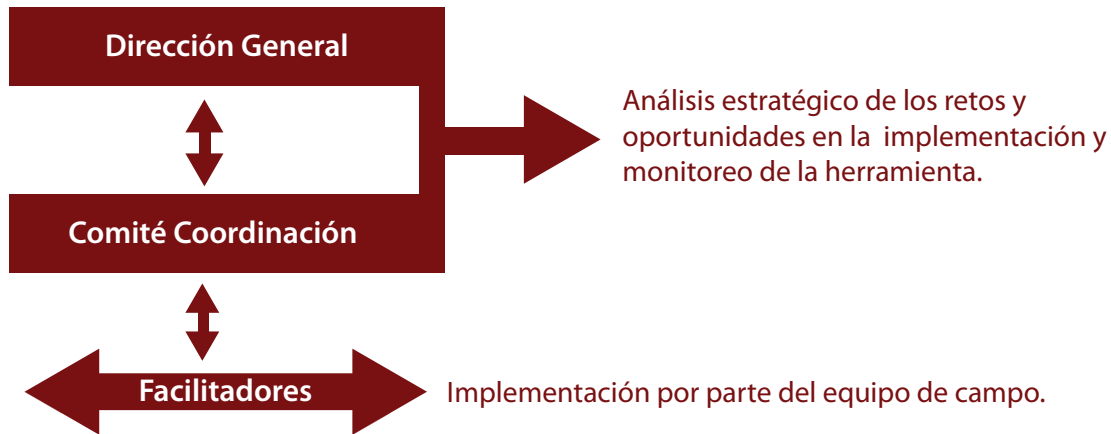 Dirección General
Análisis estratégico de los retos y
oportunidades en la implementación y
monitoreo de la herramienta.
Comité Coordinación
Facilitadores
Implementación por parte del equipo de campo.